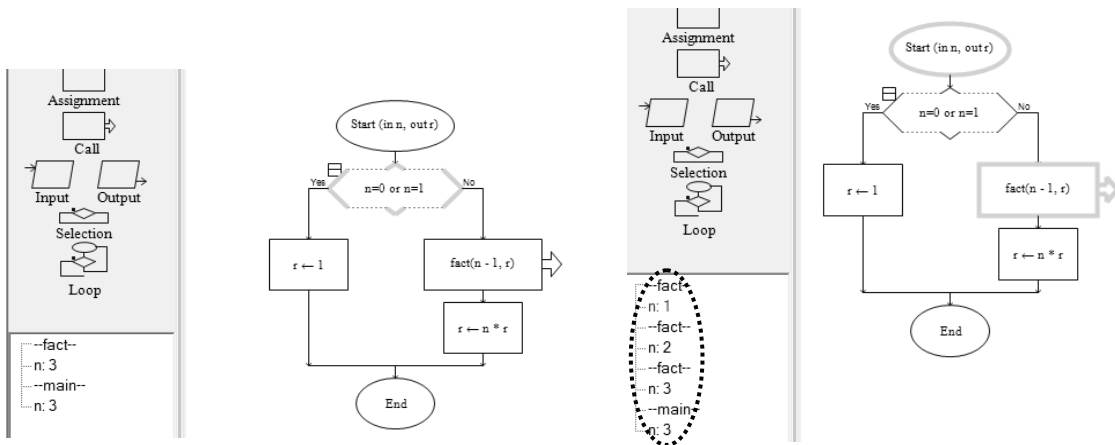 Assignment
Call
Input Output
Selection
Loop
--fact--
n: 3
--main--
n: 3
Start (in n, out r)
Yes
n=0 or n=1
No
r ← 1
fact(n - 1, r)
r ← n * r
End
Assignment
Call
Input Output
Selection
Loop
--fact--
n: 1
--fact--
n: 2
--fact--
n: 3
--main--
n: 3
Start (in n, out r)
Yes
n=0 or n=1
No
r ← 1
fact(n - 1, r)
r ← n * r
End